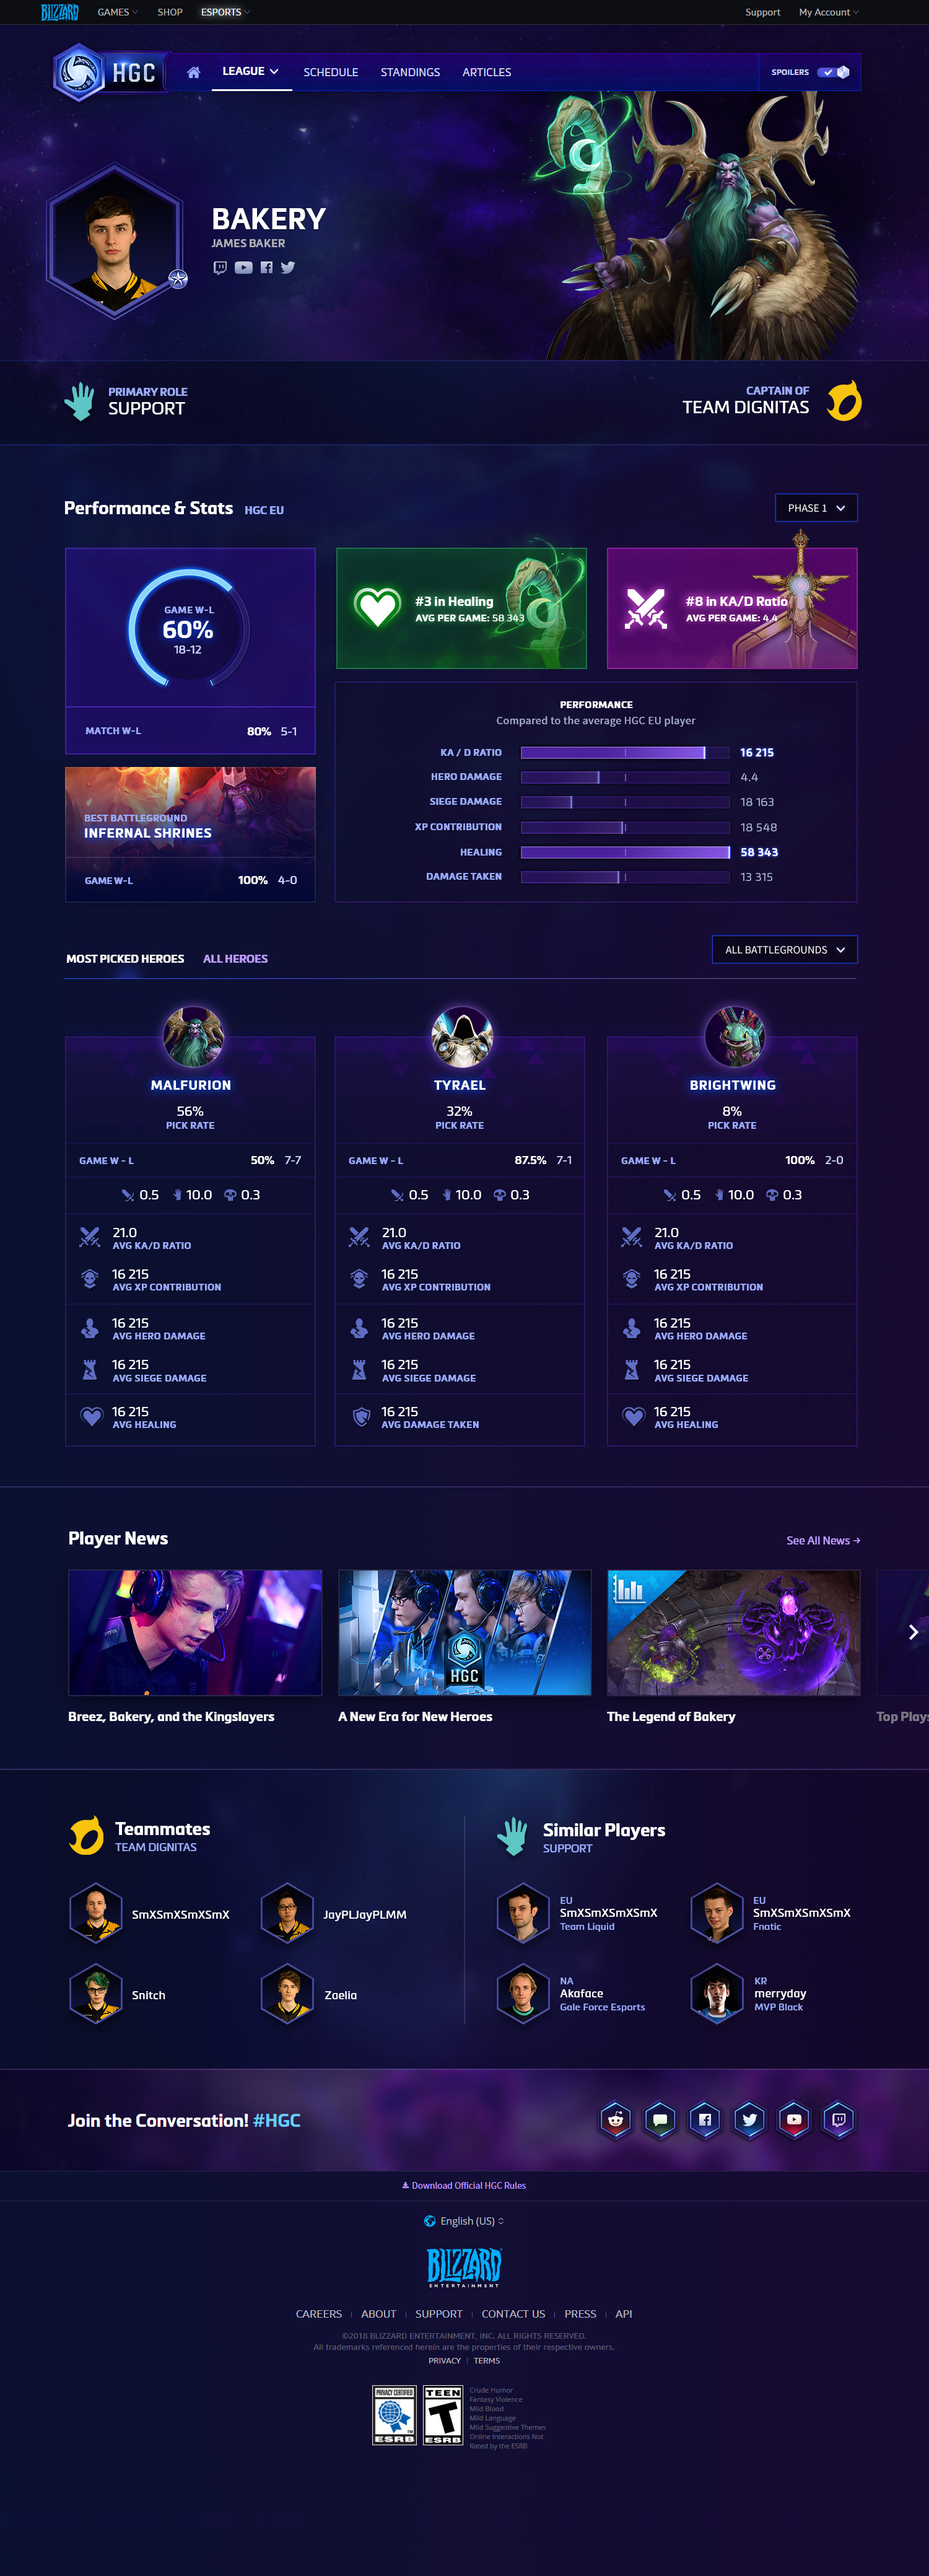 BLIZZARD GAMES SHOP ESPORTS Support My Account
HGC LEAGUE SCHEDULE STANDINGS ARTICLES SPOILERS
BAKERY
JAMES BAKER
PRIMARY ROLE
SUPPORT
CAPTAIN OF
TEAM DIGNITAS
Performance & Stats HGC EU
PHASE 1
GAME W-L
60%
18-12
MATCH W-L 80% 5-1
#3 in Healing
AVG PER GAME: 58 343
#8 in KA/D Ratio
AVG PER GAME: 4.4
BEST BATTLEGROUND
INFERNAL SHRINES
GAME W-L 100% 4-0
PERFORMANCE
Compared to the average HGC EU player
KA / D RATIO 16 215
HERO DAMAGE 4.4
SIEGE DAMAGE 18 163
XP CONTRIBUTION 18 548
HEALING 58 343
DAMAGE TAKEN 13 315
MOST PICKED HEROES ALL HEROES
ALL BATTLEGROUNDS
MALFURION
56%
PICK RATE
GAME W - L 50% 7-7
0.5 10.0 0.3
21.0
AVG KA/D RATIO
16 215
AVG XP CONTRIBUTION
16 215
AVG HERO DAMAGE
16 215
AVG SIEGE DAMAGE
16 215
AVG HEALING
TYRAEL
32%
PICK RATE
GAME W - L 87.5% 7-1
0.5 10.0 0.3
21.0
AVG KA/D RATIO
16 215
AVG XP CONTRIBUTION
16 215
AVG HERO DAMAGE
16 215
AVG SIEGE DAMAGE
16 215
AVG DAMAGE TAKEN
BRIGHTWING
8%
PICK RATE
GAME W - L 100% 2-0
0.5 10.0 0.3
21.0
AVG KA/D RATIO
16 215
AVG XP CONTRIBUTION
16 215
AVG HERO DAMAGE
16 215
AVG SIEGE DAMAGE
16 215
AVG HEALING
Player News
See All News
HGC
Breez, Bakery, and the Kingslayers
A New Era for New Heroes
The Legend of Bakery
Top Plays
Teammates
TEAM DIGNITAS
SmXSmXSmXSmX
JayPLJayPLMM
Snitch
Zaelia
Similar Players
SUPPORT
EU
SmXSmXSmXSmX
Team Liquid
EU
SmXSmXSmXSmX
Fnatic
NA
Akaface
Gale Force Esports
KR
merryday
MVP Black
Join the Conversation! #HGC
Download Official HGC Rules
English (US)
BLIZZARD
ENTERTAINMENT
CAREERS | ABOUT | SUPPORT | CONTACT US | PRESS | API
©2018 BLIZZARD ENTERTAINMENT, INC. ALL RIGHTS RESERVED.
All trademarks referenced herein are the properties of their respective owners.
PRIVACY | TERMS
PRIVACY CERTIFIED
ESRB
TEEN
T
ESRB
Crude Humor
Fantasy Violence
Mild Blood
Mild Language
Mild Suggestive Themes
Online Interactions Not
Rated by the ESRB